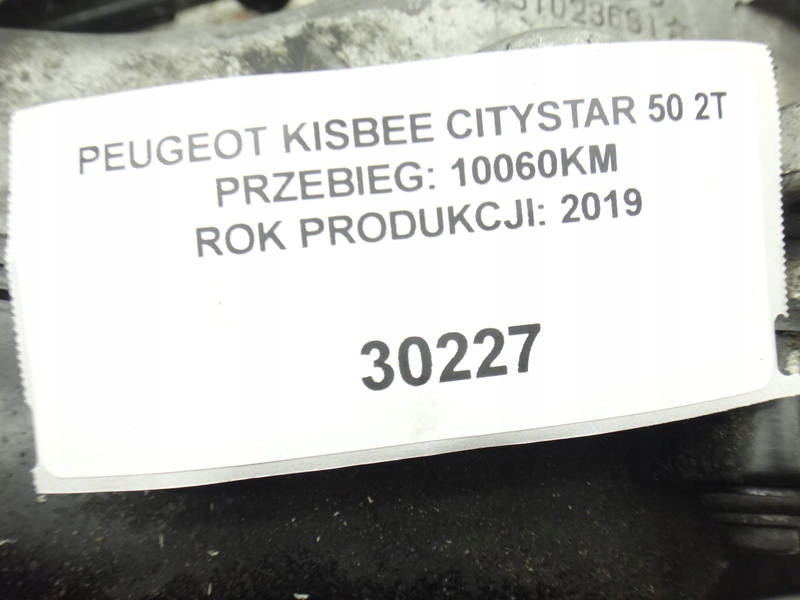 PEUGEOT KISBEE CITYSTAR 50 2T
PRZEBIEG: 10060KM
ROK PRODUKCJI: 2019
30227